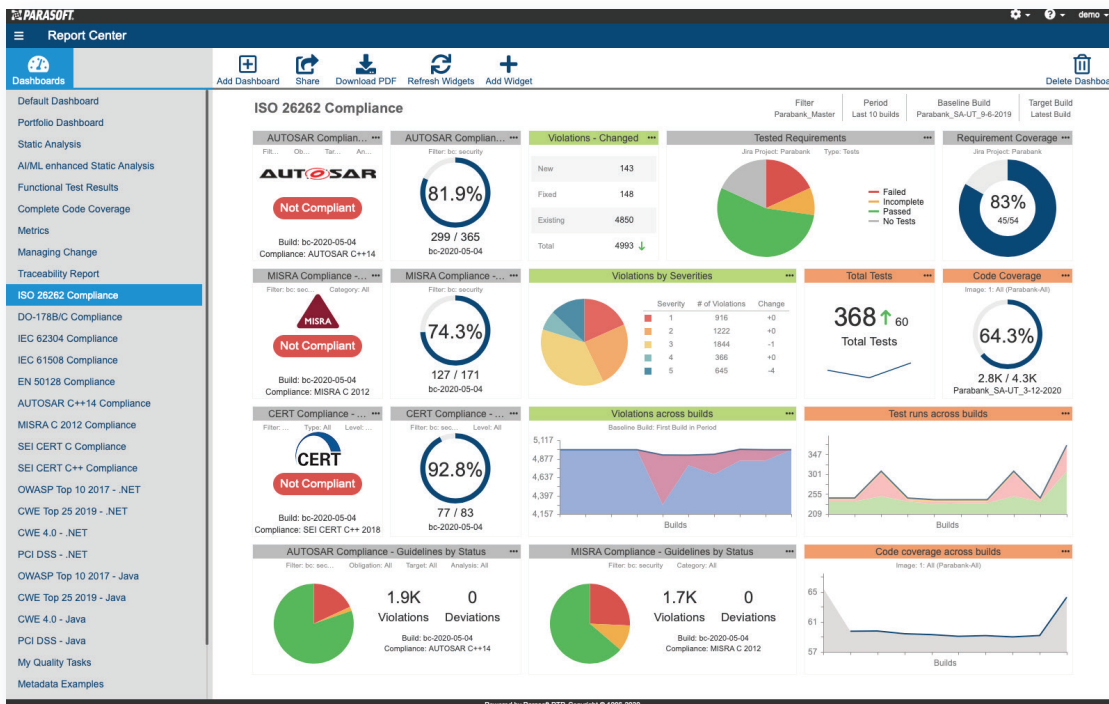 PARASOFT.
demo
Report Center
Dashboards
Add Dashboard
Share
Download PDF
Refresh Widgets
Add Widget
Delete Dashboa
Default Dashboard
Portfolio Dashboard
Static Analysis
AI/ML enhanced Static Analysis
Functional Test Results
Complete Code Coverage
Metrics
Managing Change
Traceability Report
ISO 26262 Compliance
DO-178B/C Compliance
IEC 62304 Compliance
IEC 61508 Compliance
EN 50128 Compliance
AUTOSAR C++14 Compliance
MISRA C 2012 Compliance
SEI CERT C Compliance
SEI CERT C++ Compliance
OWASP Top 10 2017 - .NET
CWE Top 25 2019 - .NET
CWE 4.0 - .NET
PCI DSS - .NET
OWASP Top 10 2017 - Java
CWE Top 25 2019 - Java
CWE 4.0 - Java
PCI DSS - Java
My Quality Tasks
Metadata Examples
ISO 26262 Compliance
Filter
Parabank_Master
Period
Last 10 builds
Baseline Build
Parabank_SA-UT_9-6-2019
Target Build
Latest Build
AUTOSAR Complian... •••
Filt... Ob... Tar... An...
AUTOSAR
Not Compliant
Build: bc-2020-05-04
Compliance: AUTOSAR C++14
AUTOSAR Complian... •••
Filter: bc: security
81.9%
299 / 365
bc-2020-05-04
Violations - Changed •••
New 143
Fixed 148
Existing 4850
Total 4993
Tested Requirements •••
Jira Project: Parabank Type: Tests
Failed
Incomplete
Passed
No Tests
Requirement Coverage •••
Jira Project: Parabank
83%
45/54
MISRA Compliance -... •••
Filter: bc: sec... Category: All
MISRA
Not Compliant
Build: bc-2020-05-04
Compliance: MISRA C 2012
MISRA Compliance -... •••
Filter: bc: security
74.3%
127 / 171
bc-2020-05-04
Violations by Severities •••
Severity # of Violations Change
1 916 +0
2 1222 +0
3 1844 -1
4 366 +0
5 645 -4
Total Tests •••
368 60
Total Tests
Code Coverage •••
Image: 1: All (Parabank-All)
64.3%
2.8K / 4.3K
Parabank_SA-UT_3-12-2020
CERT Compliance - ... •••
Filter: ... Type: All Level: ...
CERT
Not Compliant
Build: bc-2020-05-04
Compliance: SEI CERT C++ 2018
CERT Compliance - ... •••
Filter: bc: sec... Level: All
92.8%
77 / 83
bc-2020-05-04
Violations across builds •••
Baseline Build: First Build in Period
5,117
4,877
4,637
4,397
4,157
Builds
Test runs across builds •••
347
301
255
209
Builds
AUTOSAR Compliance - Guidelines by Status •••
Filter: bc: sec... Obligation: All Target: All Analysis: All
1.9K 0
Violations Deviations
Build: bc-2020-05-04
Compliance: AUTOSAR C++14
MISRA Compliance - Guidelines by Status •••
Filter: bc: security Category: All
1.7K 0
Violations Deviations
Build: bc-2020-05-04
Compliance: MISRA C 2012
Code coverage across builds •••
Image: 1: All (Parabank-All)
65
61
57
Builds